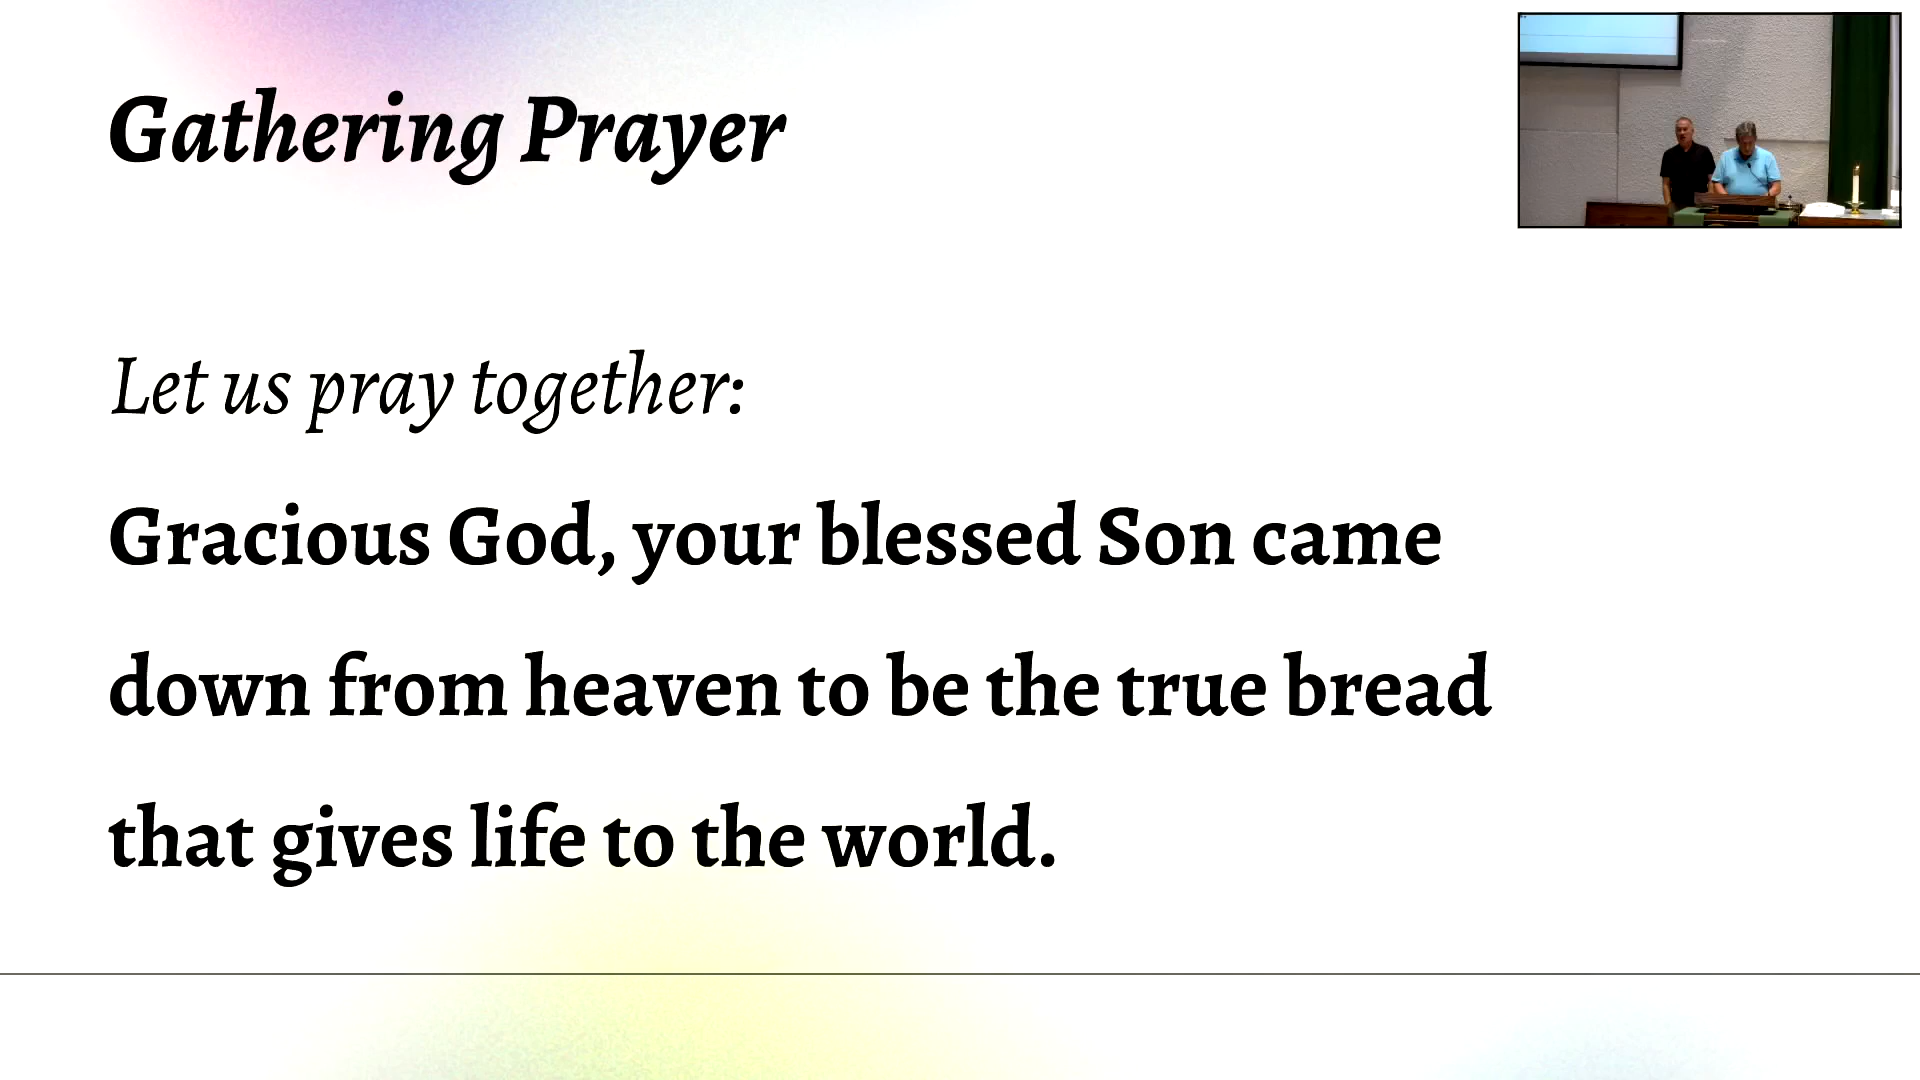 Gathering Prayer
Let us pray together:
Gracious God, your blessed Son came
down from heaven to be the true bread
that gives life to the world.